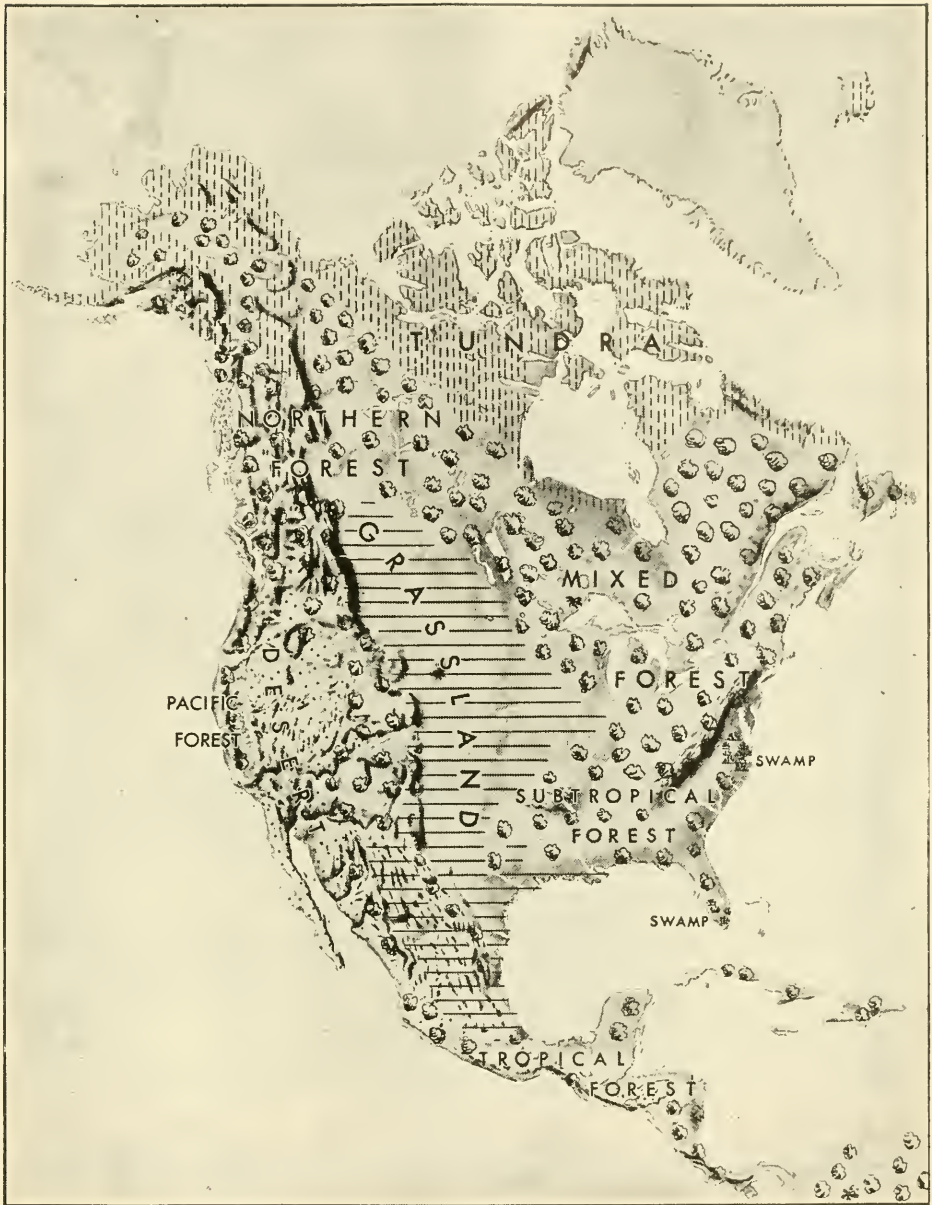 TUNDRA
NORTHERN
FOREST
GRASSLAND
MIXED
FOREST
DESERT
PACIFIC
FOREST
SWAMP
SUBTROPICAL
FOREST
SWAMP
TROPICAL
FOREST